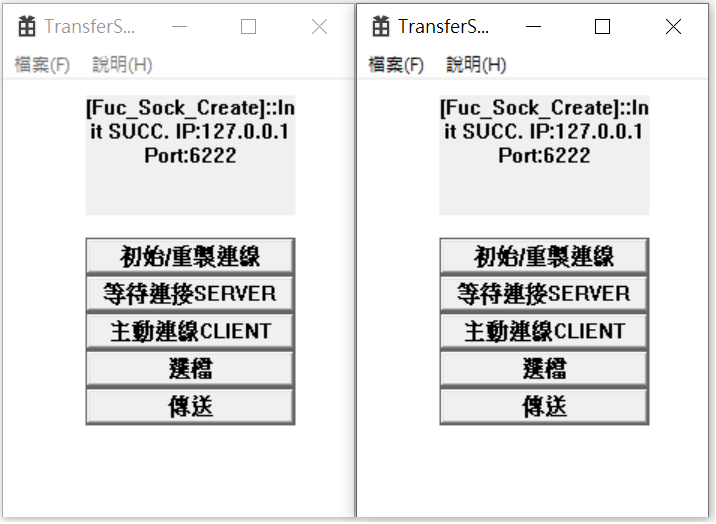 TransferS...
檔案(F) 說明(H)
[Fuc_Sock_Create]::In
it SUCC. IP:127.0.0.1
Port:6222
初始/重製連線
等待連接SERVER
主動連線CLIENT
選檔
傳送
TransferS...
檔案(F) 說明(H)
[Fuc_Sock_Create]::In
it SUCC. IP:127.0.0.1
Port:6222
初始/重製連線
等待連接SERVER
主動連線CLIENT
選檔
傳送